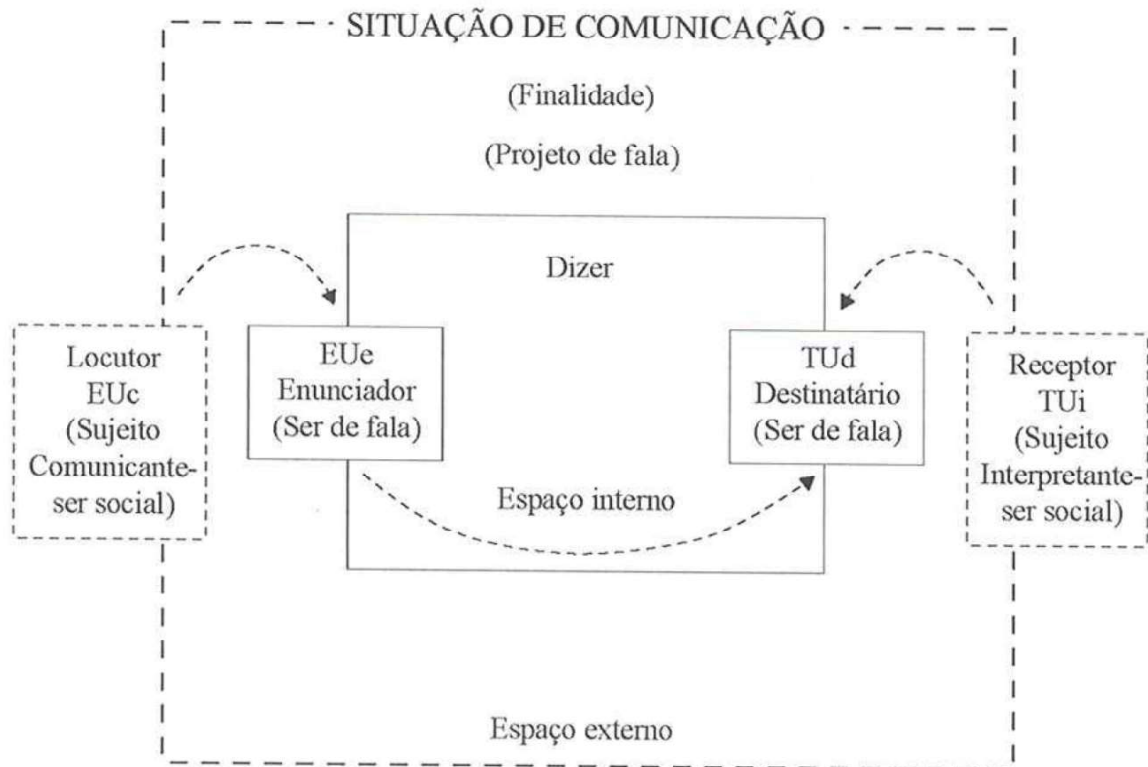 SITUAÇÃO DE COMUNICAÇÃO
(Finalidade)
(Projeto de fala)
Dizer
Locutor
EUc
(Sujeito
Comunicante-
ser social)
EUe
Enunciador
(Ser de fala)
TUd
Destinatário
(Ser de fala)
Receptor
TUi
(Sujeito
Interpretante-
ser social)
Espaço interno
Espaço externo